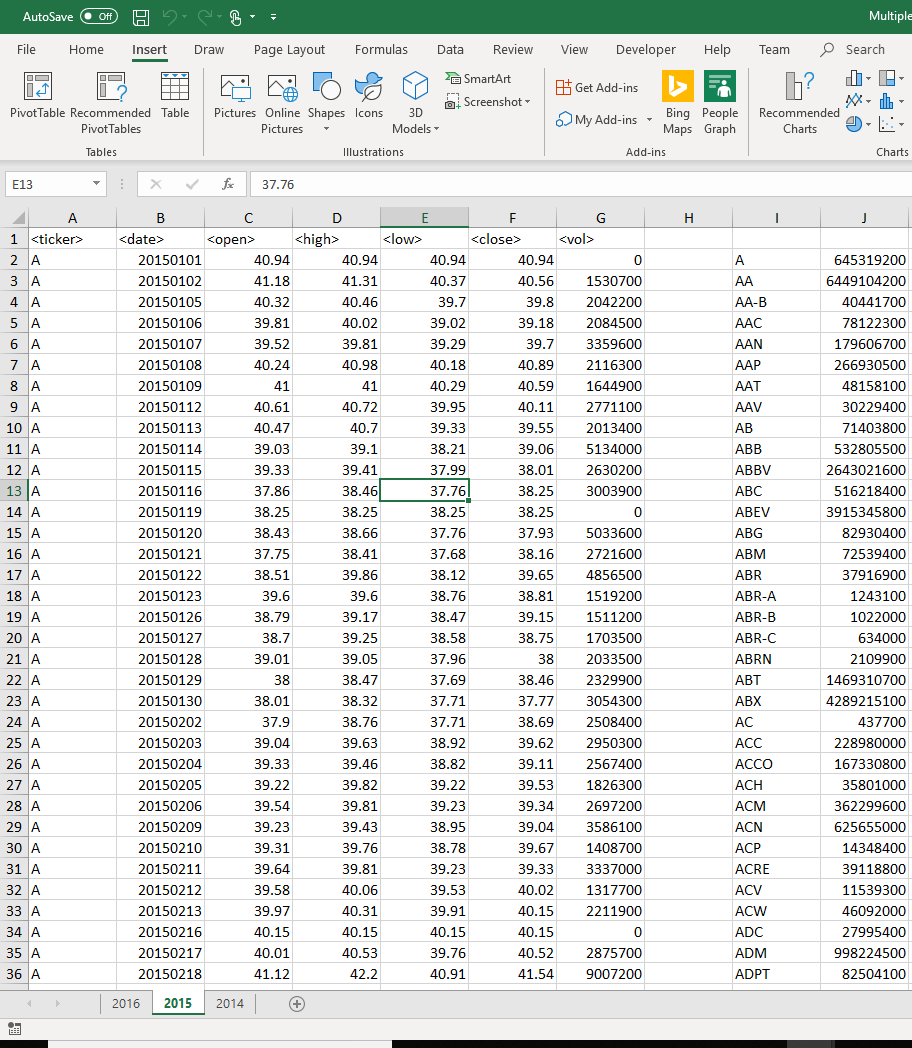 AutoSave Off Multiple
File Home Insert Draw Page Layout Formulas Data Review View Developer Help Team Search
PivotTable Recommended PivotTables Table Pictures Online Pictures Shapes Icons 3D Models SmartArt Screenshot Get Add-ins My Add-ins Bing Maps People Graph Recommended Charts
Tables Illustrations Add-ins Charts
E13 fx 37.76
A B C D E F G H I J
1 <ticker> <date> <open> <high> <low> <close> <vol>
2 A 20150101 40.94 40.94 40.94 40.94 0 A 645319200
3 A 20150102 41.18 41.31 40.37 40.56 1530700 AA 6449104200
4 A 20150105 40.32 40.46 39.7 39.8 2042200 AA-B 40441700
5 A 20150106 39.81 40.02 39.02 39.18 2084500 AAC 78122300
6 A 20150107 39.52 39.81 39.29 39.7 3359600 AAN 179606700
7 A 20150108 40.24 40.98 40.18 40.89 2116300 AAP 266930500
8 A 20150109 41 41 40.29 40.59 1644900 AAT 48158100
9 A 20150112 40.61 40.72 39.95 40.11 2771100 AAV 30229400
10 A 20150113 40.47 40.7 39.33 39.55 2013400 AB 71403800
11 A 20150114 39.03 39.1 38.21 39.06 5134000 ABB 532805500
12 A 20150115 39.33 39.41 37.99 38.01 2630200 ABBV 2643021600
13 A 20150116 37.86 38.46 37.76 38.25 3003900 ABC 516218400
14 A 20150119 38.25 38.25 38.25 38.25 0 ABEV 3915345800
15 A 20150120 38.43 38.66 37.76 37.93 5033600 ABG 82930400
16 A 20150121 37.75 38.41 37.68 38.16 2721600 ABM 72539400
17 A 20150122 38.51 39.86 38.12 39.65 4856500 ABR 37916900
18 A 20150123 39.6 39.6 38.76 38.81 1519200 ABR-A 1243100
19 A 20150126 38.79 39.17 38.47 39.15 1511200 ABR-B 1022000
20 A 20150127 38.7 39.25 38.58 38.75 1703500 ABR-C 634000
21 A 20150128 39.01 39.05 37.96 38 2033500 ABRN 2109900
22 A 20150129 38 38.47 37.69 38.46 2329900 ABT 1469310700
23 A 20150130 38.01 38.32 37.71 37.77 3054300 ABX 4289215100
24 A 20150202 37.9 38.76 37.71 38.69 2508400 AC 437700
25 A 20150203 39.04 39.63 38.92 39.62 2950300 ACC 228980000
26 A 20150204 39.33 39.46 38.82 39.11 2567400 ACCO 167330800
27 A 20150205 39.22 39.82 39.22 39.53 1826300 ACH 35801000
28 A 20150206 39.54 39.81 39.23 39.34 2697200 ACM 362299600
29 A 20150209 39.23 39.43 38.95 39.04 3586100 ACN 625655000
30 A 20150210 39.31 39.76 38.78 39.67 1408700 ACP 14348400
31 A 20150211 39.64 39.81 39.23 39.33 3337000 ACRE 39118800
32 A 20150212 39.58 40.06 39.53 40.02 1317700 ACV 11539300
33 A 20150213 39.97 40.31 39.91 40.15 2211900 ACW 46092000
34 A 20150216 40.15 40.15 40.15 40.15 0 ADC 27995400
35 A 20150217 40.01 40.53 39.76 40.52 2875700 ADM 998224500
36 A 20150218 41.12 42.2 40.91 41.54 9007200 ADPT 82504100
2016 2015 2014